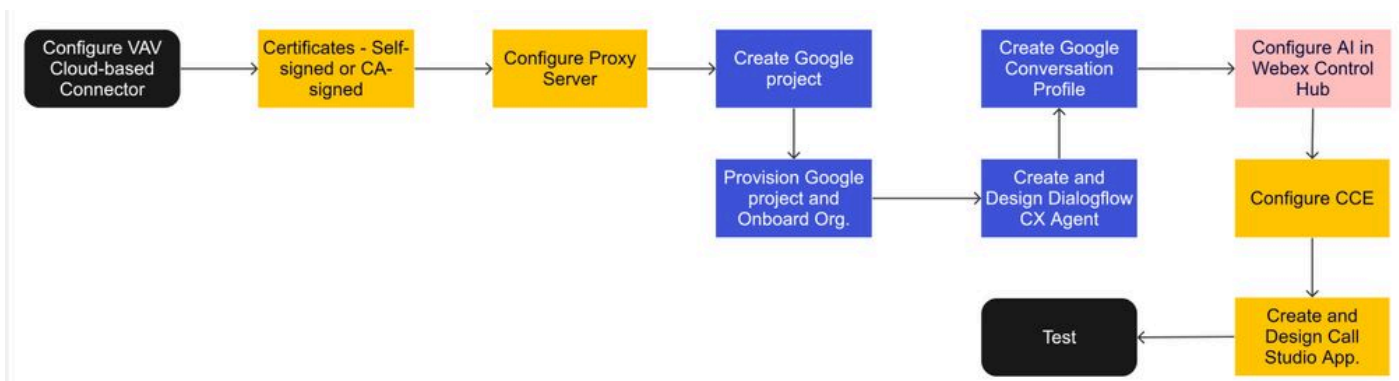 Configure VAV
Cloud-based
Connector
Certificates - Self-
signed or CA-
signed
Configure Proxy
Server
Create Google
project
Provision Google
project and
Onboard Org.
Create and
Design Dialogflow
CX Agent
Create Google
Conversation
Profile
Configure AI in
Webex Control
Hub
Configure CCE
Create and
Design Call
Studio App.
Test